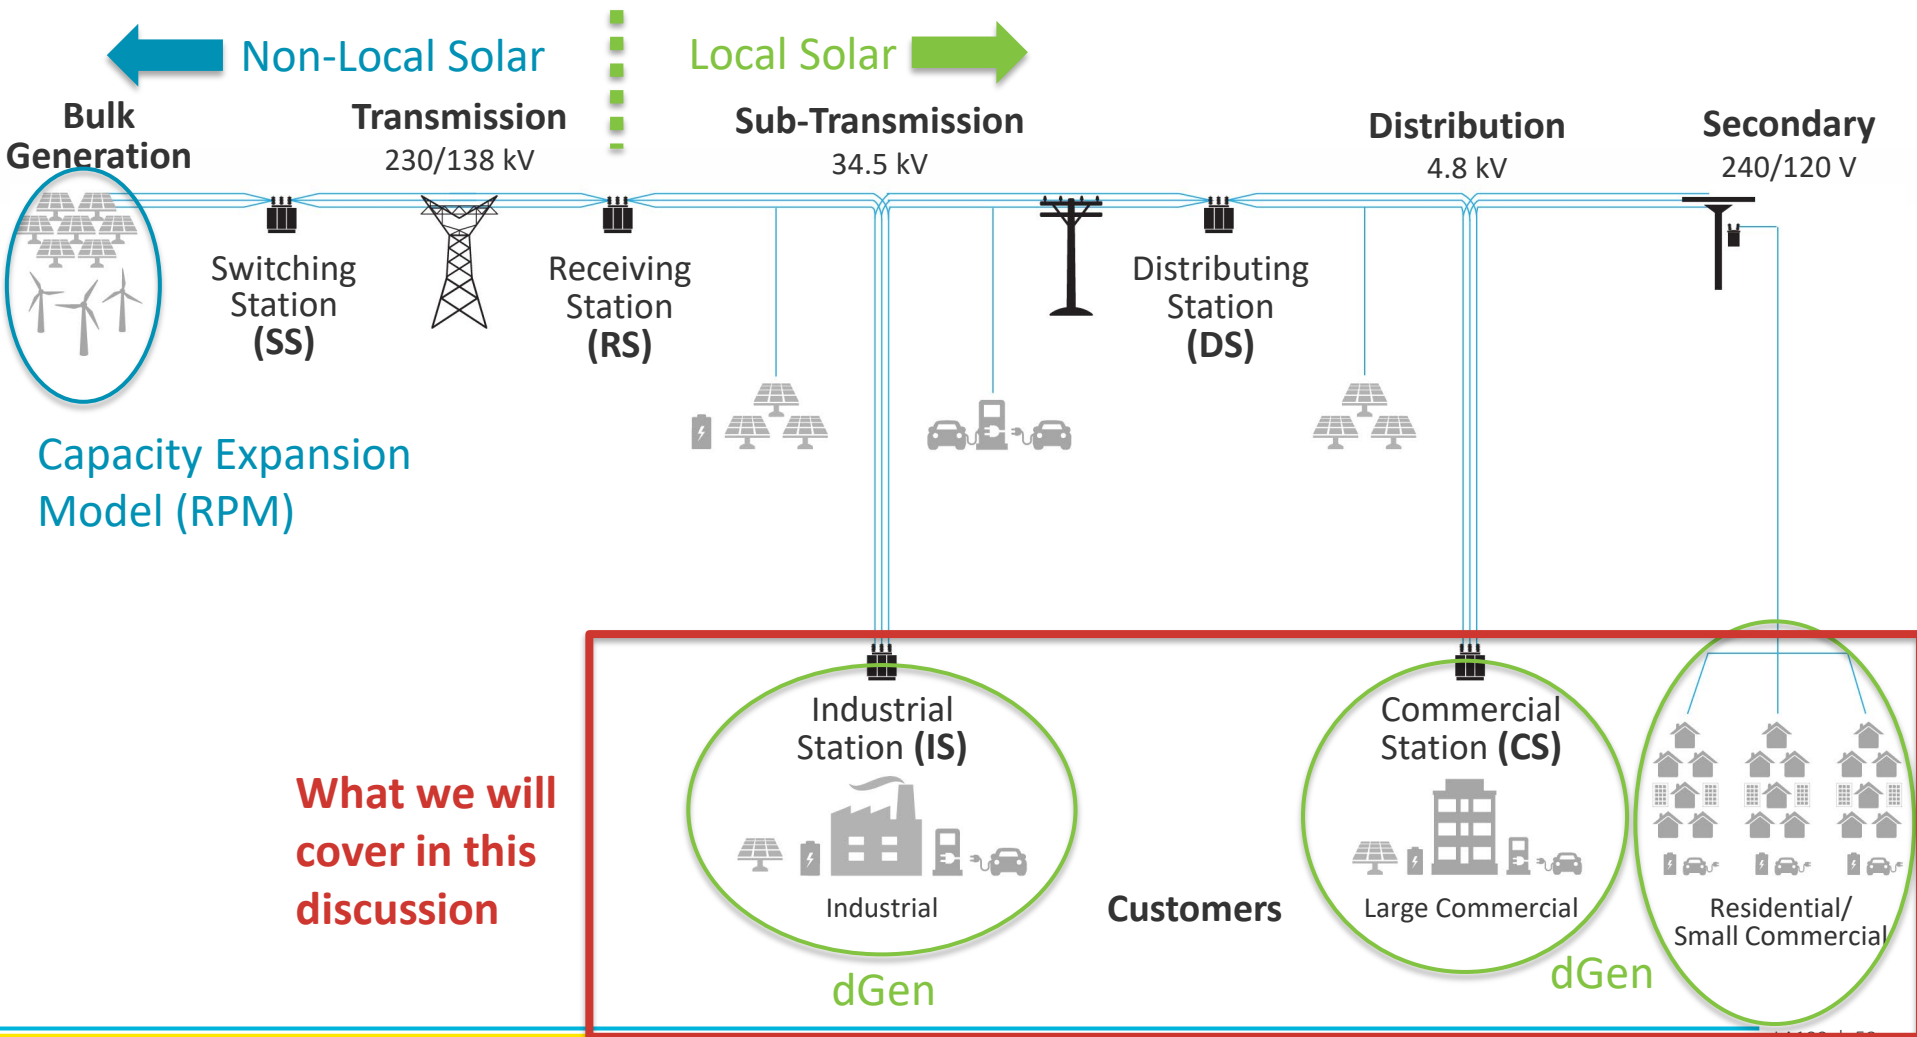 Non-Local Solar
Local Solar
Bulk
Generation
Transmission
230/138 kV
Sub-Transmission
34.5 kV
Distribution
4.8 kV
Secondary
240/120 V
Switching
Station
(SS)
Receiving
Station
(RS)
Distributing
Station
(DS)
Capacity Expansion
Model (RPM)
What we will
cover in this
discussion
Industrial
Station (IS)
Industrial
dGen
Customers
Commercial
Station (CS)
Large Commercial
dGen
Residential/
Small Commercial